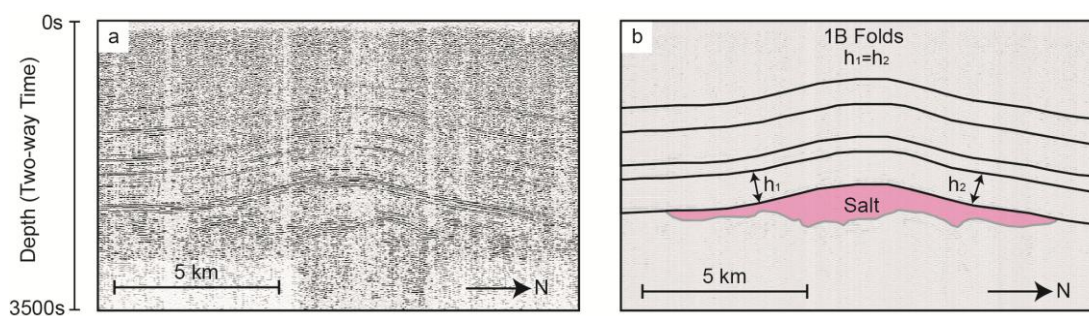 0s
Depth (Two-way Time)
3500s
a
5 km
N
b
1B Folds
h₁=h₂
h₁
h₂
Salt
5 km
N